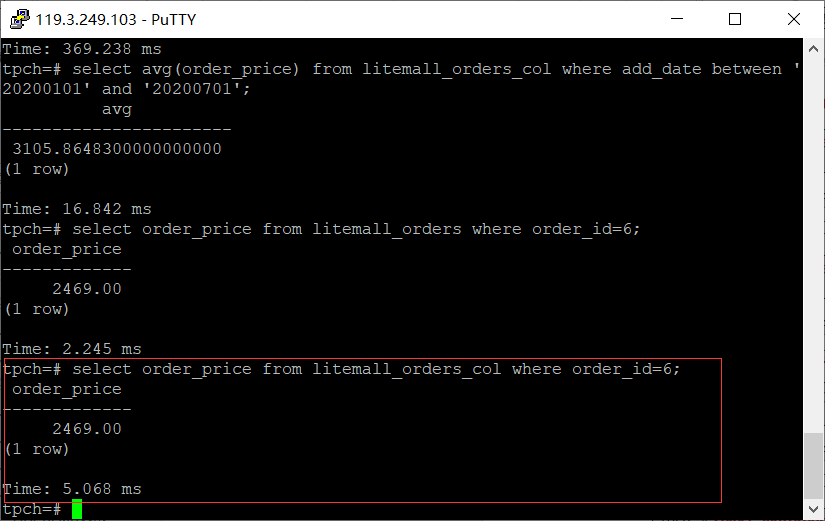 119.3.249.103 - PuTTY
Time: 369.238 ms
tpch=# select avg(order_price) from litemall_orders_col where add_date between '
20200101' and '20200701';
avg
-----------------------
3105.8648300000000000
(1 row)
Time: 16.842 ms
tpch=# select order_price from litemall_orders where order_id=6;
order_price
-------------
2469.00
(1 row)
Time: 2.245 ms
tpch=# select order_price from litemall_orders_col where order_id=6;
order_price
-------------
2469.00
(1 row)
Time: 5.068 ms
tpch=#